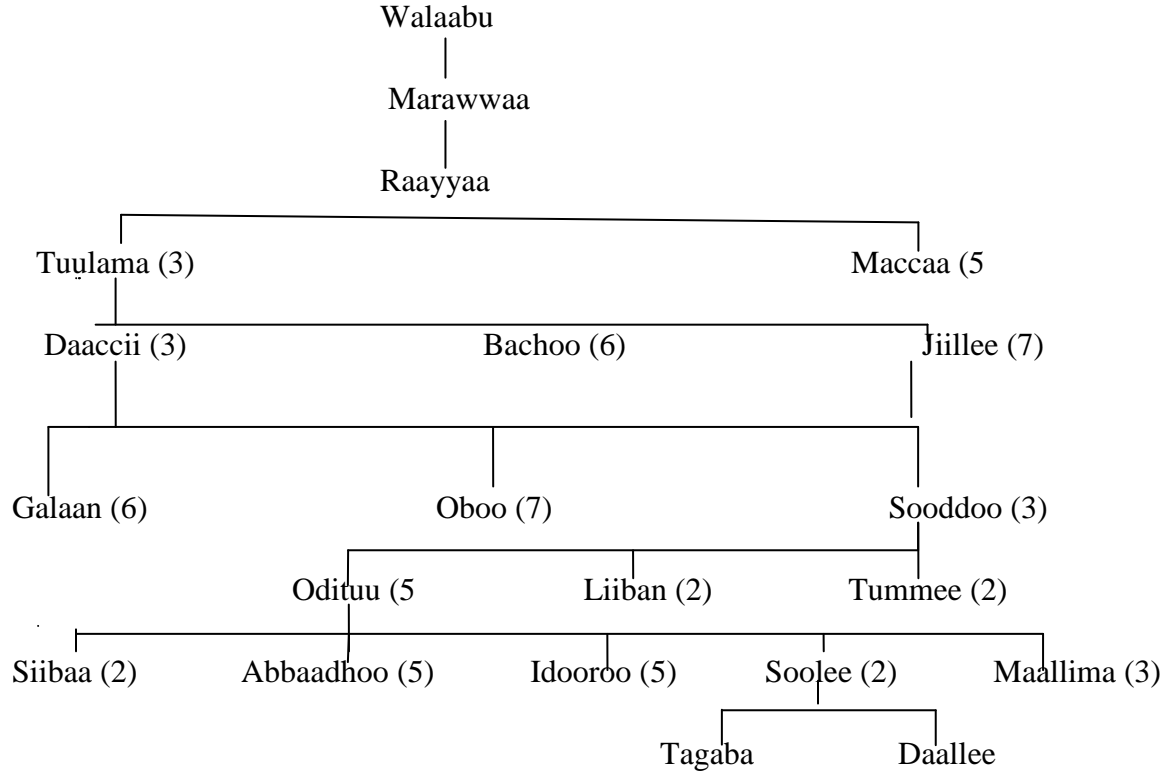 Walaabu
Marawwaa
Raayyaa
Tuulama (3) Maccaa (5
Daaccii (3) Bachoo (6) Jiillee (7)
Galaan (6) Oboo (7) Sooddoo (3)
Odituu (5 Liiban (2) Tummee (2)
Siibaa (2) Abbaadhoo (5) Idooroo (5) Soolee (2) Maallima (3)
Tagaba Daallee